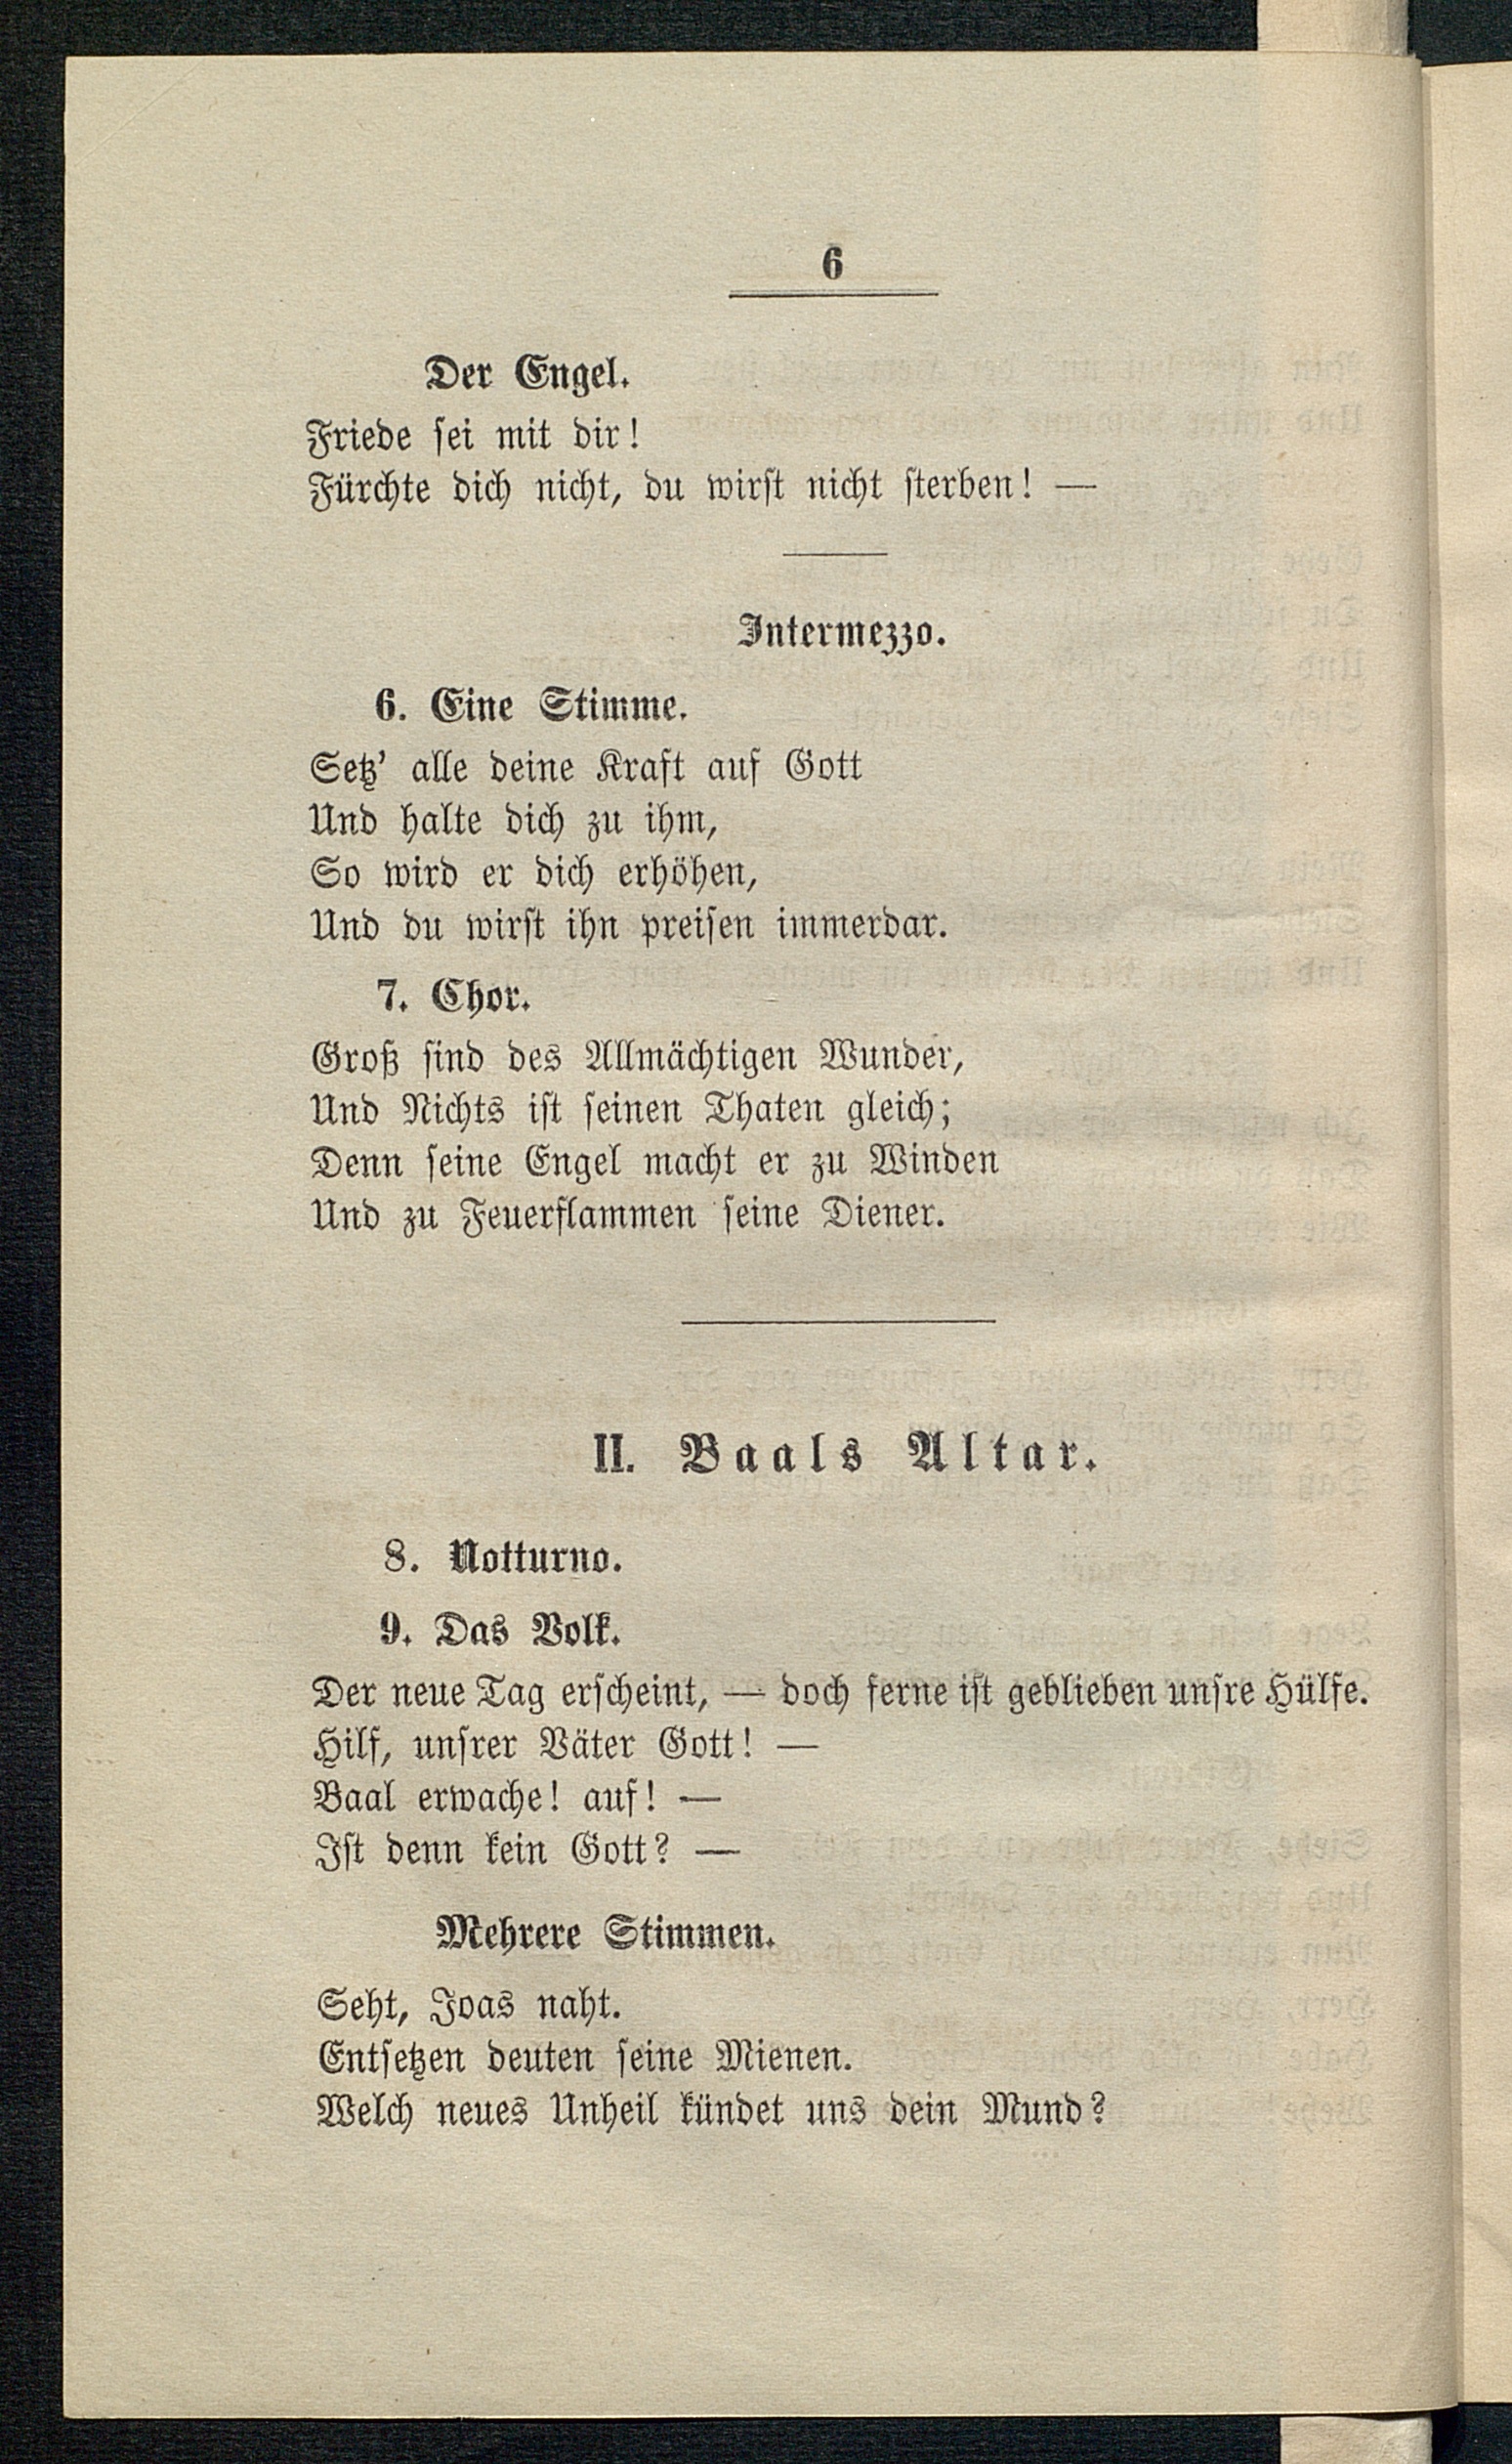 6
Der Engel.
Friede sei mit dir!
Fürchte dich nicht, du wirst nicht sterben! —
Intermezzo.
6. Eine Stimme.
Setz' alle deine Kraft auf Gott
Und halte dich zu ihm,
So wird er dich erhöhen,
Und du wirst ihn preisen immerdar.
7. Chor.
Groß sind des Allmächtigen Wunder,
Und Nichts ist seinen Thaten gleich;
Denn seine Engel macht er zu Winden
Und zu Feuerflammen seine Diener.
II. Baals Altar.
8. Notturno.
9. Das Volk.
Der neue Tag erscheint, — doch ferne ist geblieben unsre Hülfe.
Hilf, unsrer Väter Gott! —
Baal erwache! auf! —
Ist denn kein Gott? —
Mehrere Stimmen.
Seht, Joas naht.
Entsetzen deuten seine Mienen.
Welch neues Unheil kündet uns dein Mund?